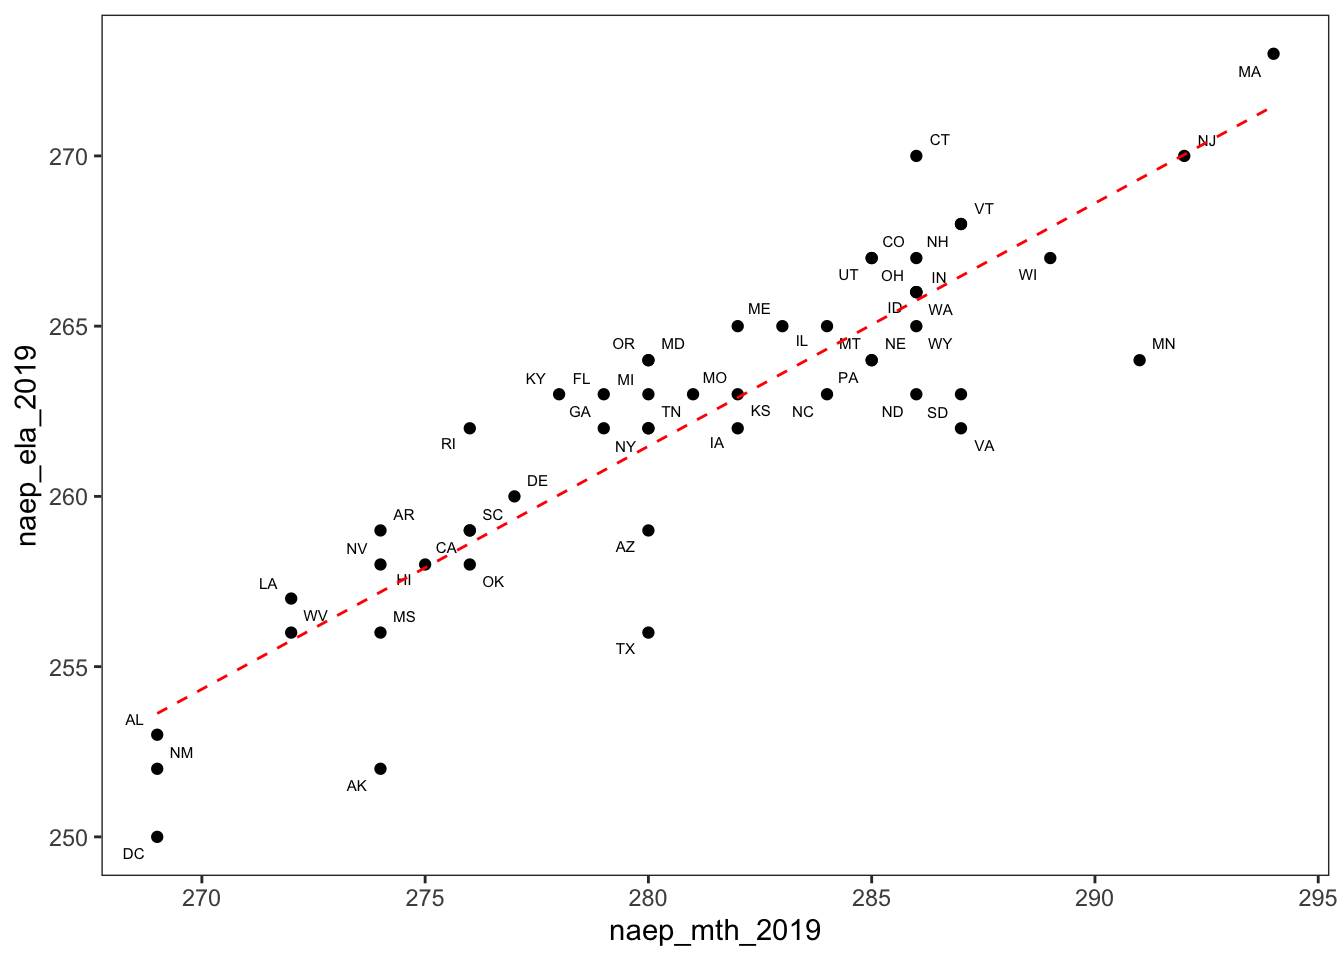 MA
CT
NJ
VT
CO
NH
UT
OH
IN
WI
ID
WA
ME
IL
OR
MD
MT
NE
WY
MN
KY
FL
MI
MO
PA
GA
TN
KS
NC
ND
SD
RI
NY
IA
VA
DE
AR
SC
NV
CA
AZ
LA
HI
OK
WV
MS
TX
AL
NM
AK
DC
270
265
260
255
250
naep_ela_2019
270
275
280
285
290
295
naep_mth_2019